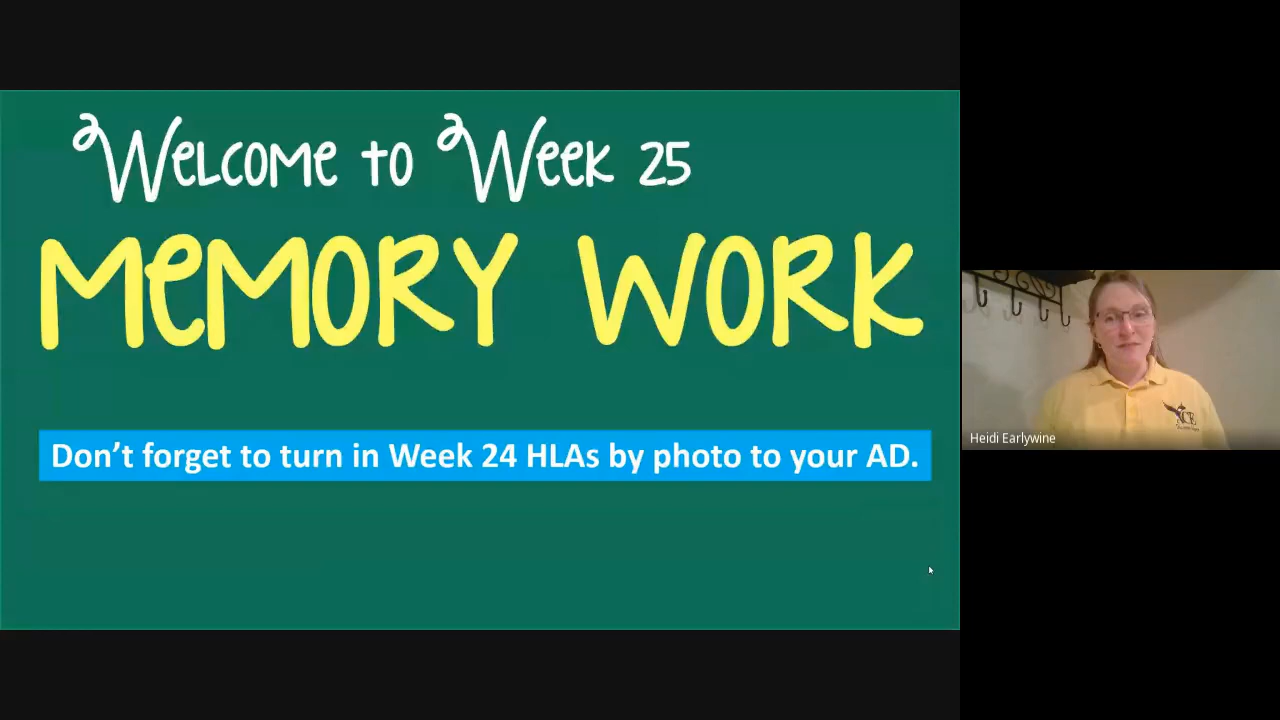 Welcome to Week 25
MeMORY WORK
Don't forget to turn in Week 24 HLAs by photo to your AD.
Heidi Earlywine
ACE